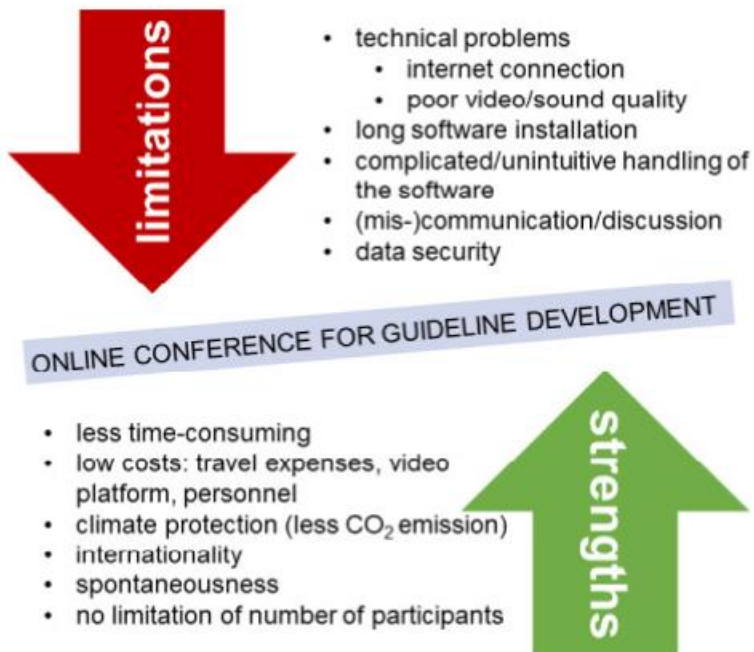 limitations
• technical problems
• internet connection
• poor video/sound quality
• long software installation
• complicated/unintuitive handling of
the software
• (mis-)communication/discussion
• data security
ONLINE CONFERENCE FOR GUIDELINE DEVELOPMENT
• less time-consuming
• low costs: travel expenses, video
platform, personnel
• climate protection (less CO₂ emission)
• internationality
• spontaneousness
• no limitation of number of participants
strengths